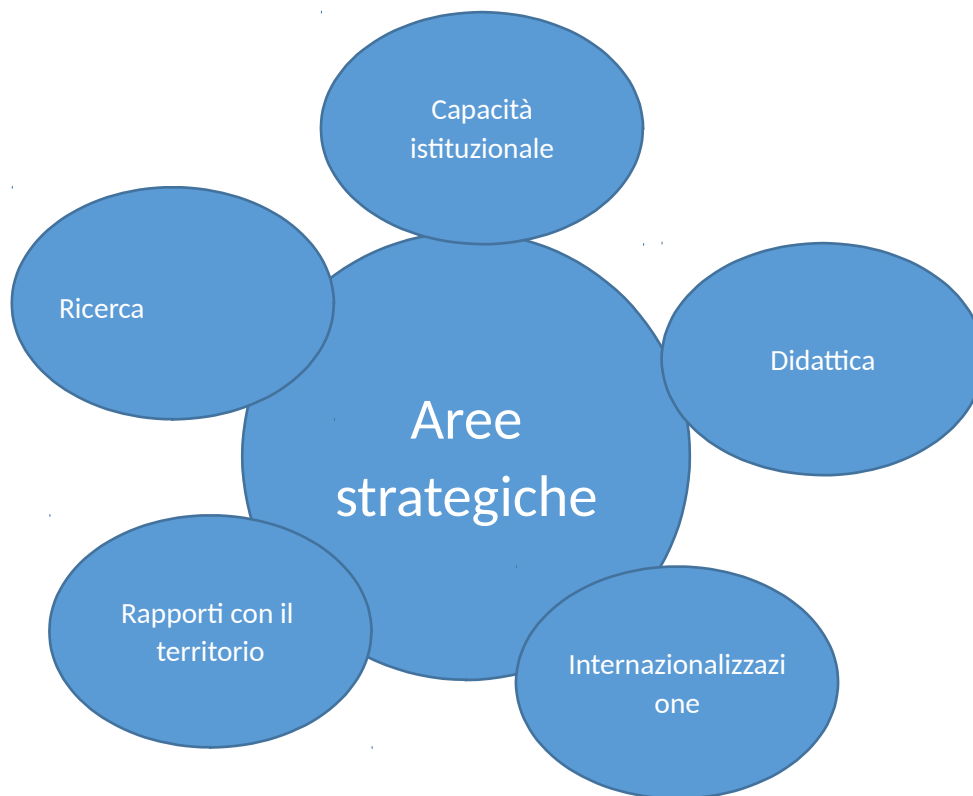 Capacità
istituzionale
Ricerca
Didattica
Aree
strategiche
Rapporti con il
territorio
Internazionalizzazi
one